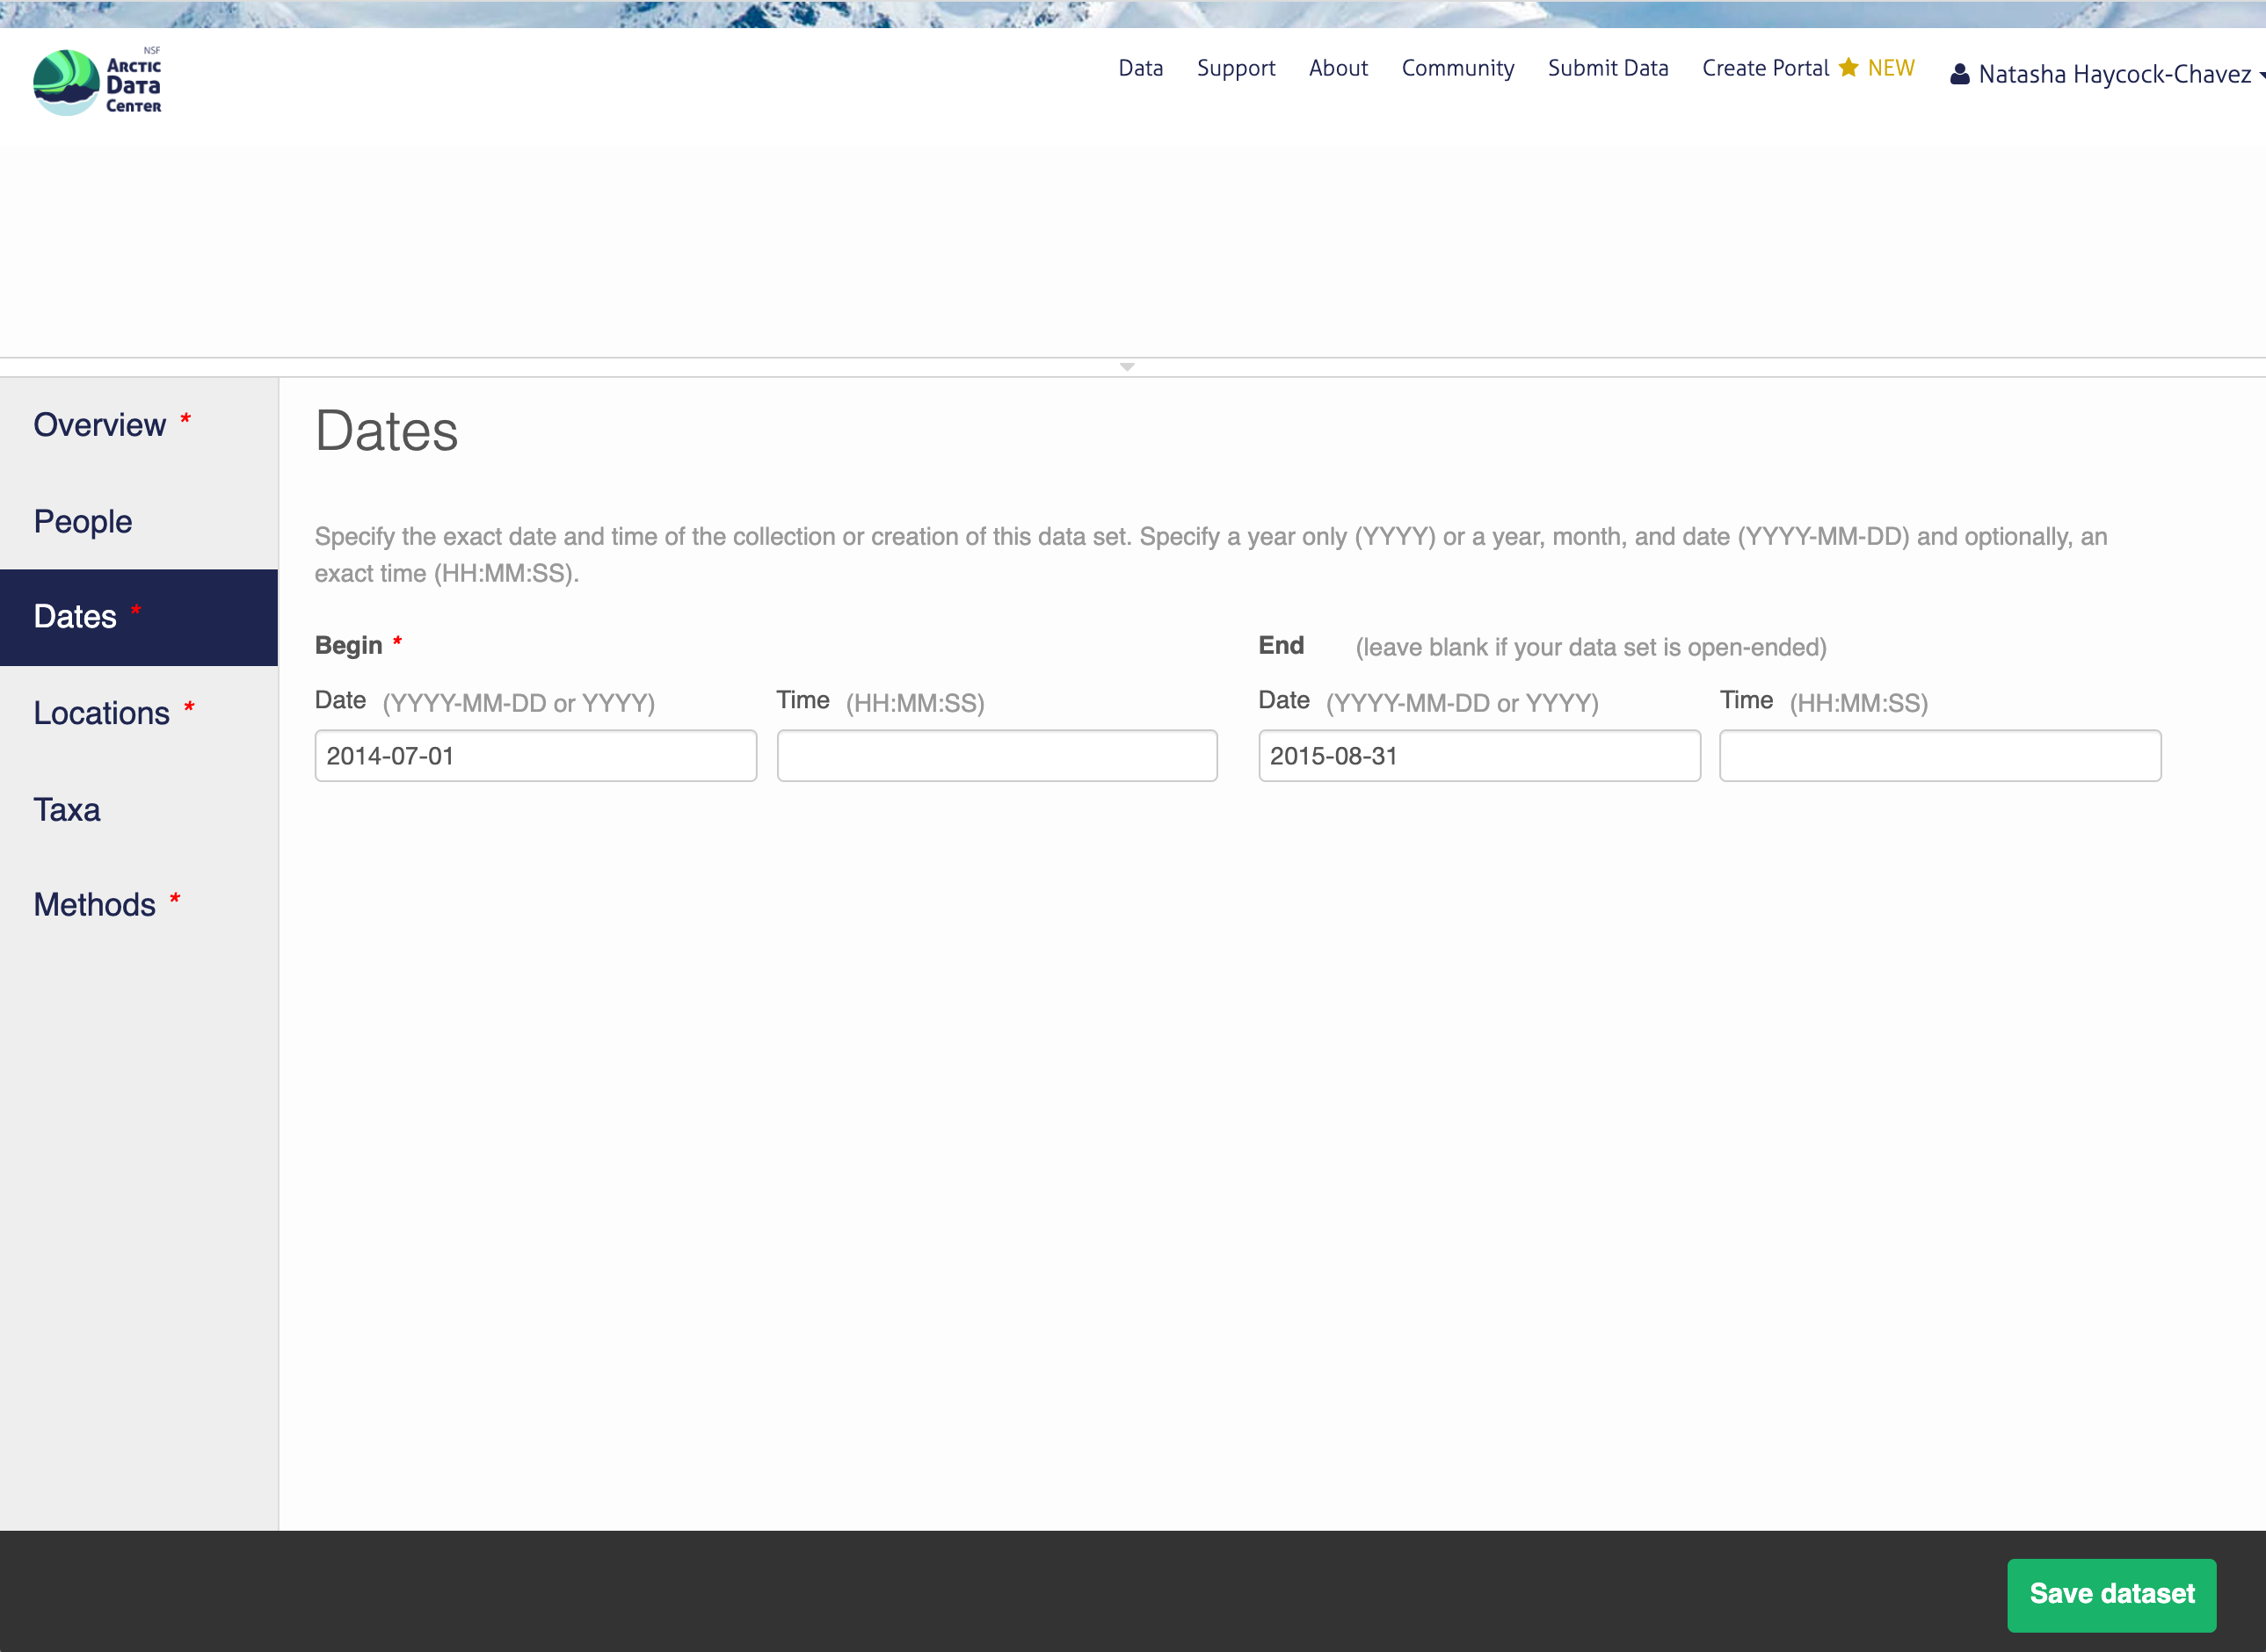 NSF
ARCTIC
DATA
CENTER
Data Support About Community Submit Data Create Portal NEW Natasha Haycock-Chavez
Overview *
People
Dates *
Locations *
Taxa
Methods *
Dates
Specify the exact date and time of the collection or creation of this data set. Specify a year only (YYYY) or a year, month, and date (YYYY-MM-DD) and optionally, an
exact time (HH:MM:SS).
Begin *
Date (YYYY-MM-DD or YYYY) Time (HH:MM:SS)
2014-07-01
End (leave blank if your data set is open-ended)
Date (YYYY-MM-DD or YYYY) Time (HH:MM:SS)
2015-08-31
Save dataset